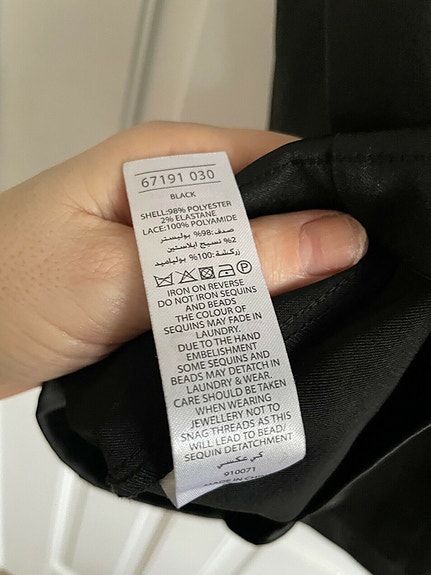 67191 030
BLACK
SHELL:98% POLYESTER
2% ELASTANE
LACE:100% POLYAMIDE
صدف:98% بوليستر
2% نسيج ايلاستين
زركشة:100% بولياميد
P
IRON ON REVERSE
DO NOT IRON SEQUINS
AND BEADS
THE COLOUR OF
SEQUINS MAY FADE IN
LAUNDRY.
DUE TO THE HAND
EMBELISHMENT
SOME SEQUINS AND
BEADS MAY DETATCH IN
LAUNDRY & WEAR.
CARE SHOULD BE TAKEN
WHEN WEARING
JEWELLERY NOT TO
SNAG THREADS AS THIS
WILL LEAD TO BEAD/
SEQUIN DETATCHMENT
كي عكسي
910071
MADE IN